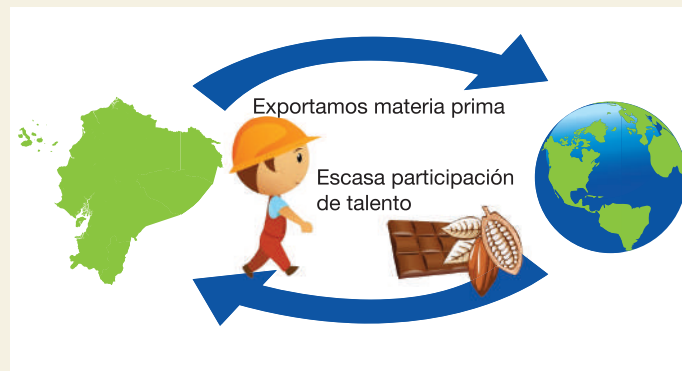 Exportamos materia prima
Escasa participación
de talento